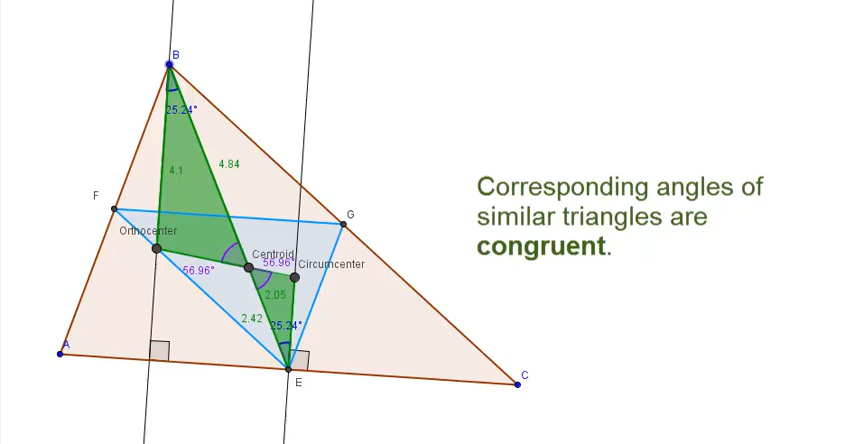 B
25.24°
4.84
4.1
F
G
Orthocenter
Centroid
56.96°
Circumcenter
56.96°
2.05
2.42
25.24°
A
E
C
Corresponding angles of
similar triangles are
congruent.